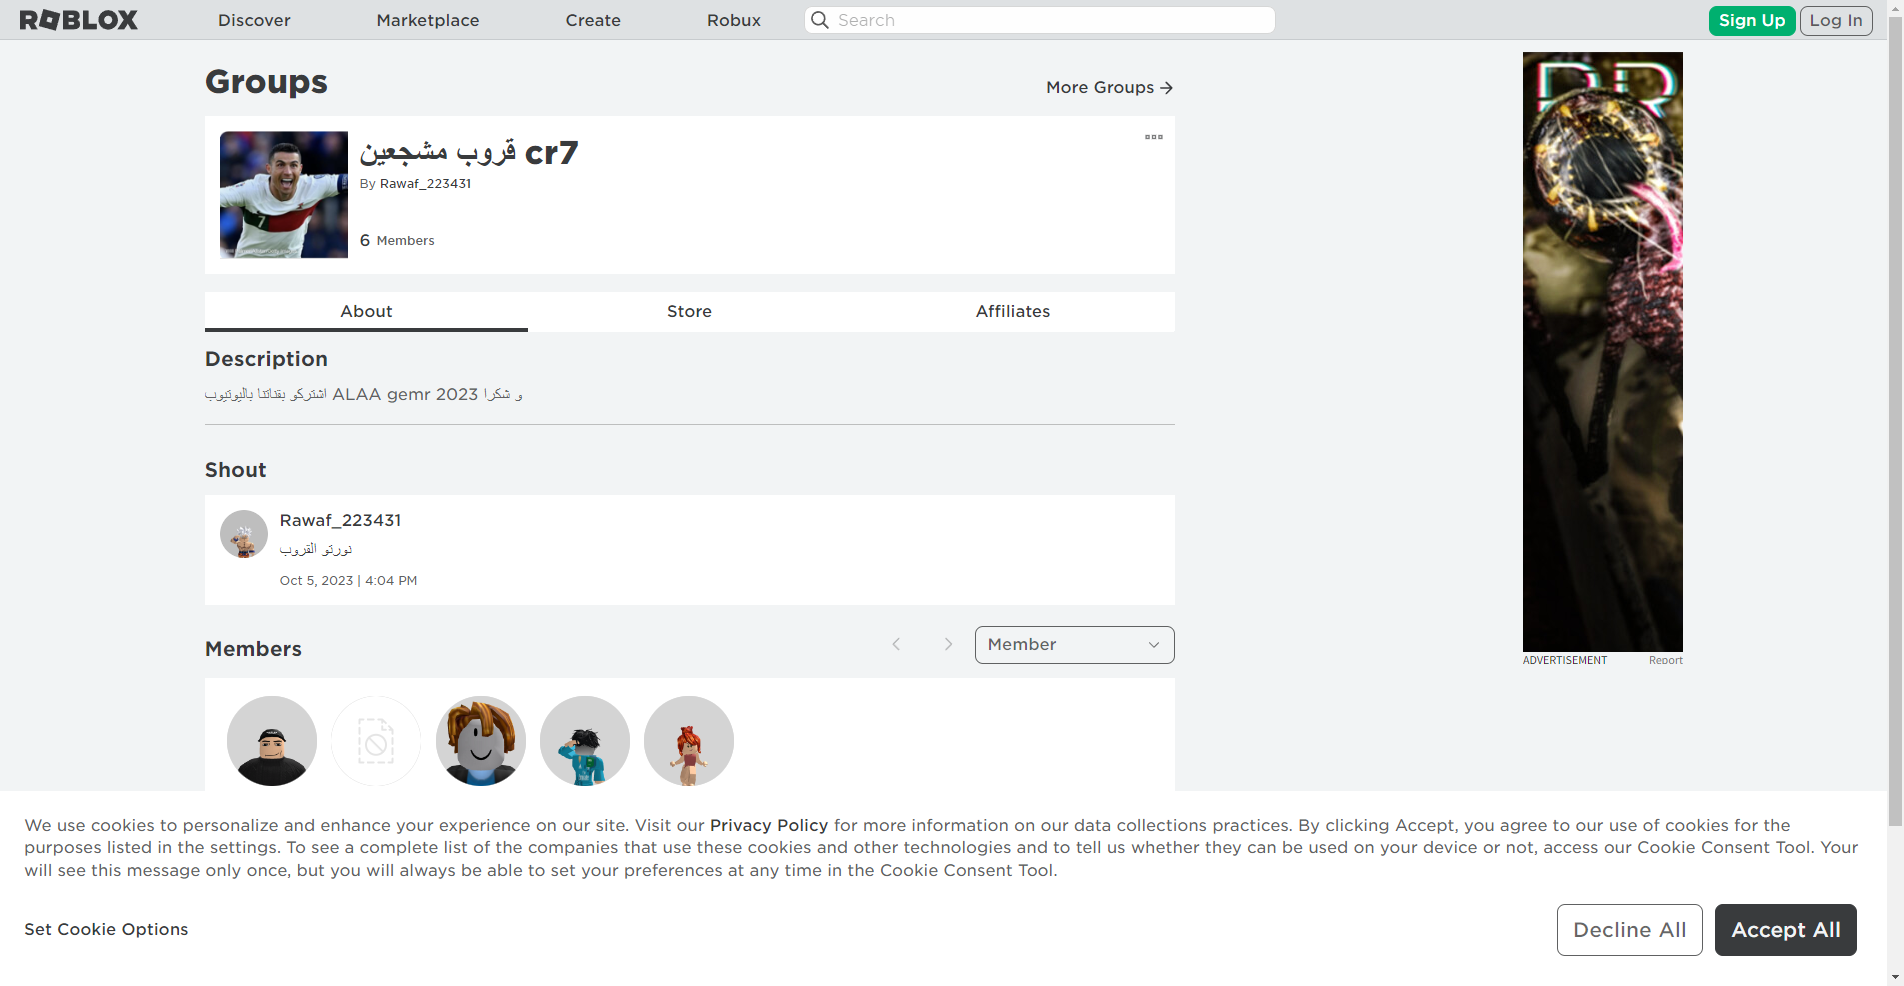 ROBLOX
Discover
Marketplace
Create
Robux
Search
Sign Up
Log In
Groups
More Groups
قروب مشجعين cr7
By Rawaf_223431
6 Members
About
Store
Affiliates
Description
اشتركو بقناتنا باليوتيوب ALAA gemr 2023 و شكرا
Shout
Rawaf_223431
نورتو القروب
Oct 5, 2023 | 4:04 PM
Members
Member
ADVERTISEMENT
Report
We use cookies to personalize and enhance your experience on our site. Visit our Privacy Policy for more information on our data collections practices. By clicking Accept, you agree to our use of cookies for the
purposes listed in the settings. To see a complete list of the companies that use these cookies and other technologies and to tell us whether they can be used on your device or not, access our Cookie Consent Tool. Your
will see this message only once, but you will always be able to set your preferences at any time in the Cookie Consent Tool.
Set Cookie Options
Decline All
Accept All